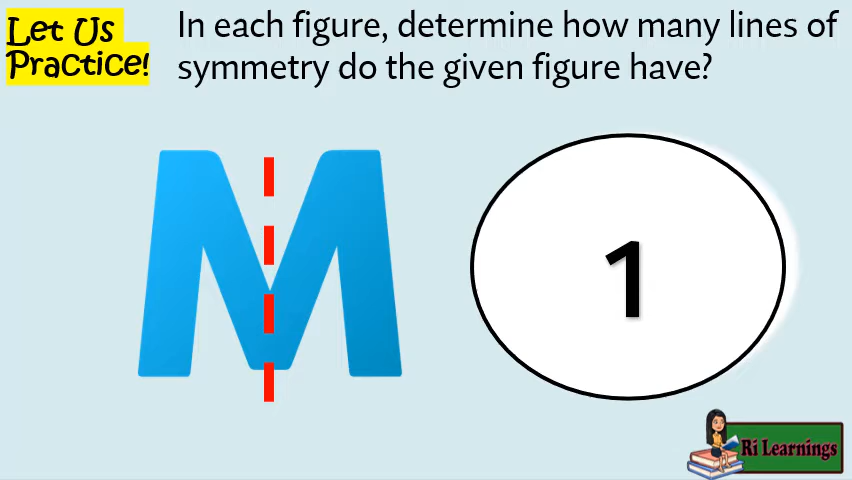 Let Us
Practice!
In each figure, determine how many lines of
symmetry do the given figure have?
M
1
Ri Learnings